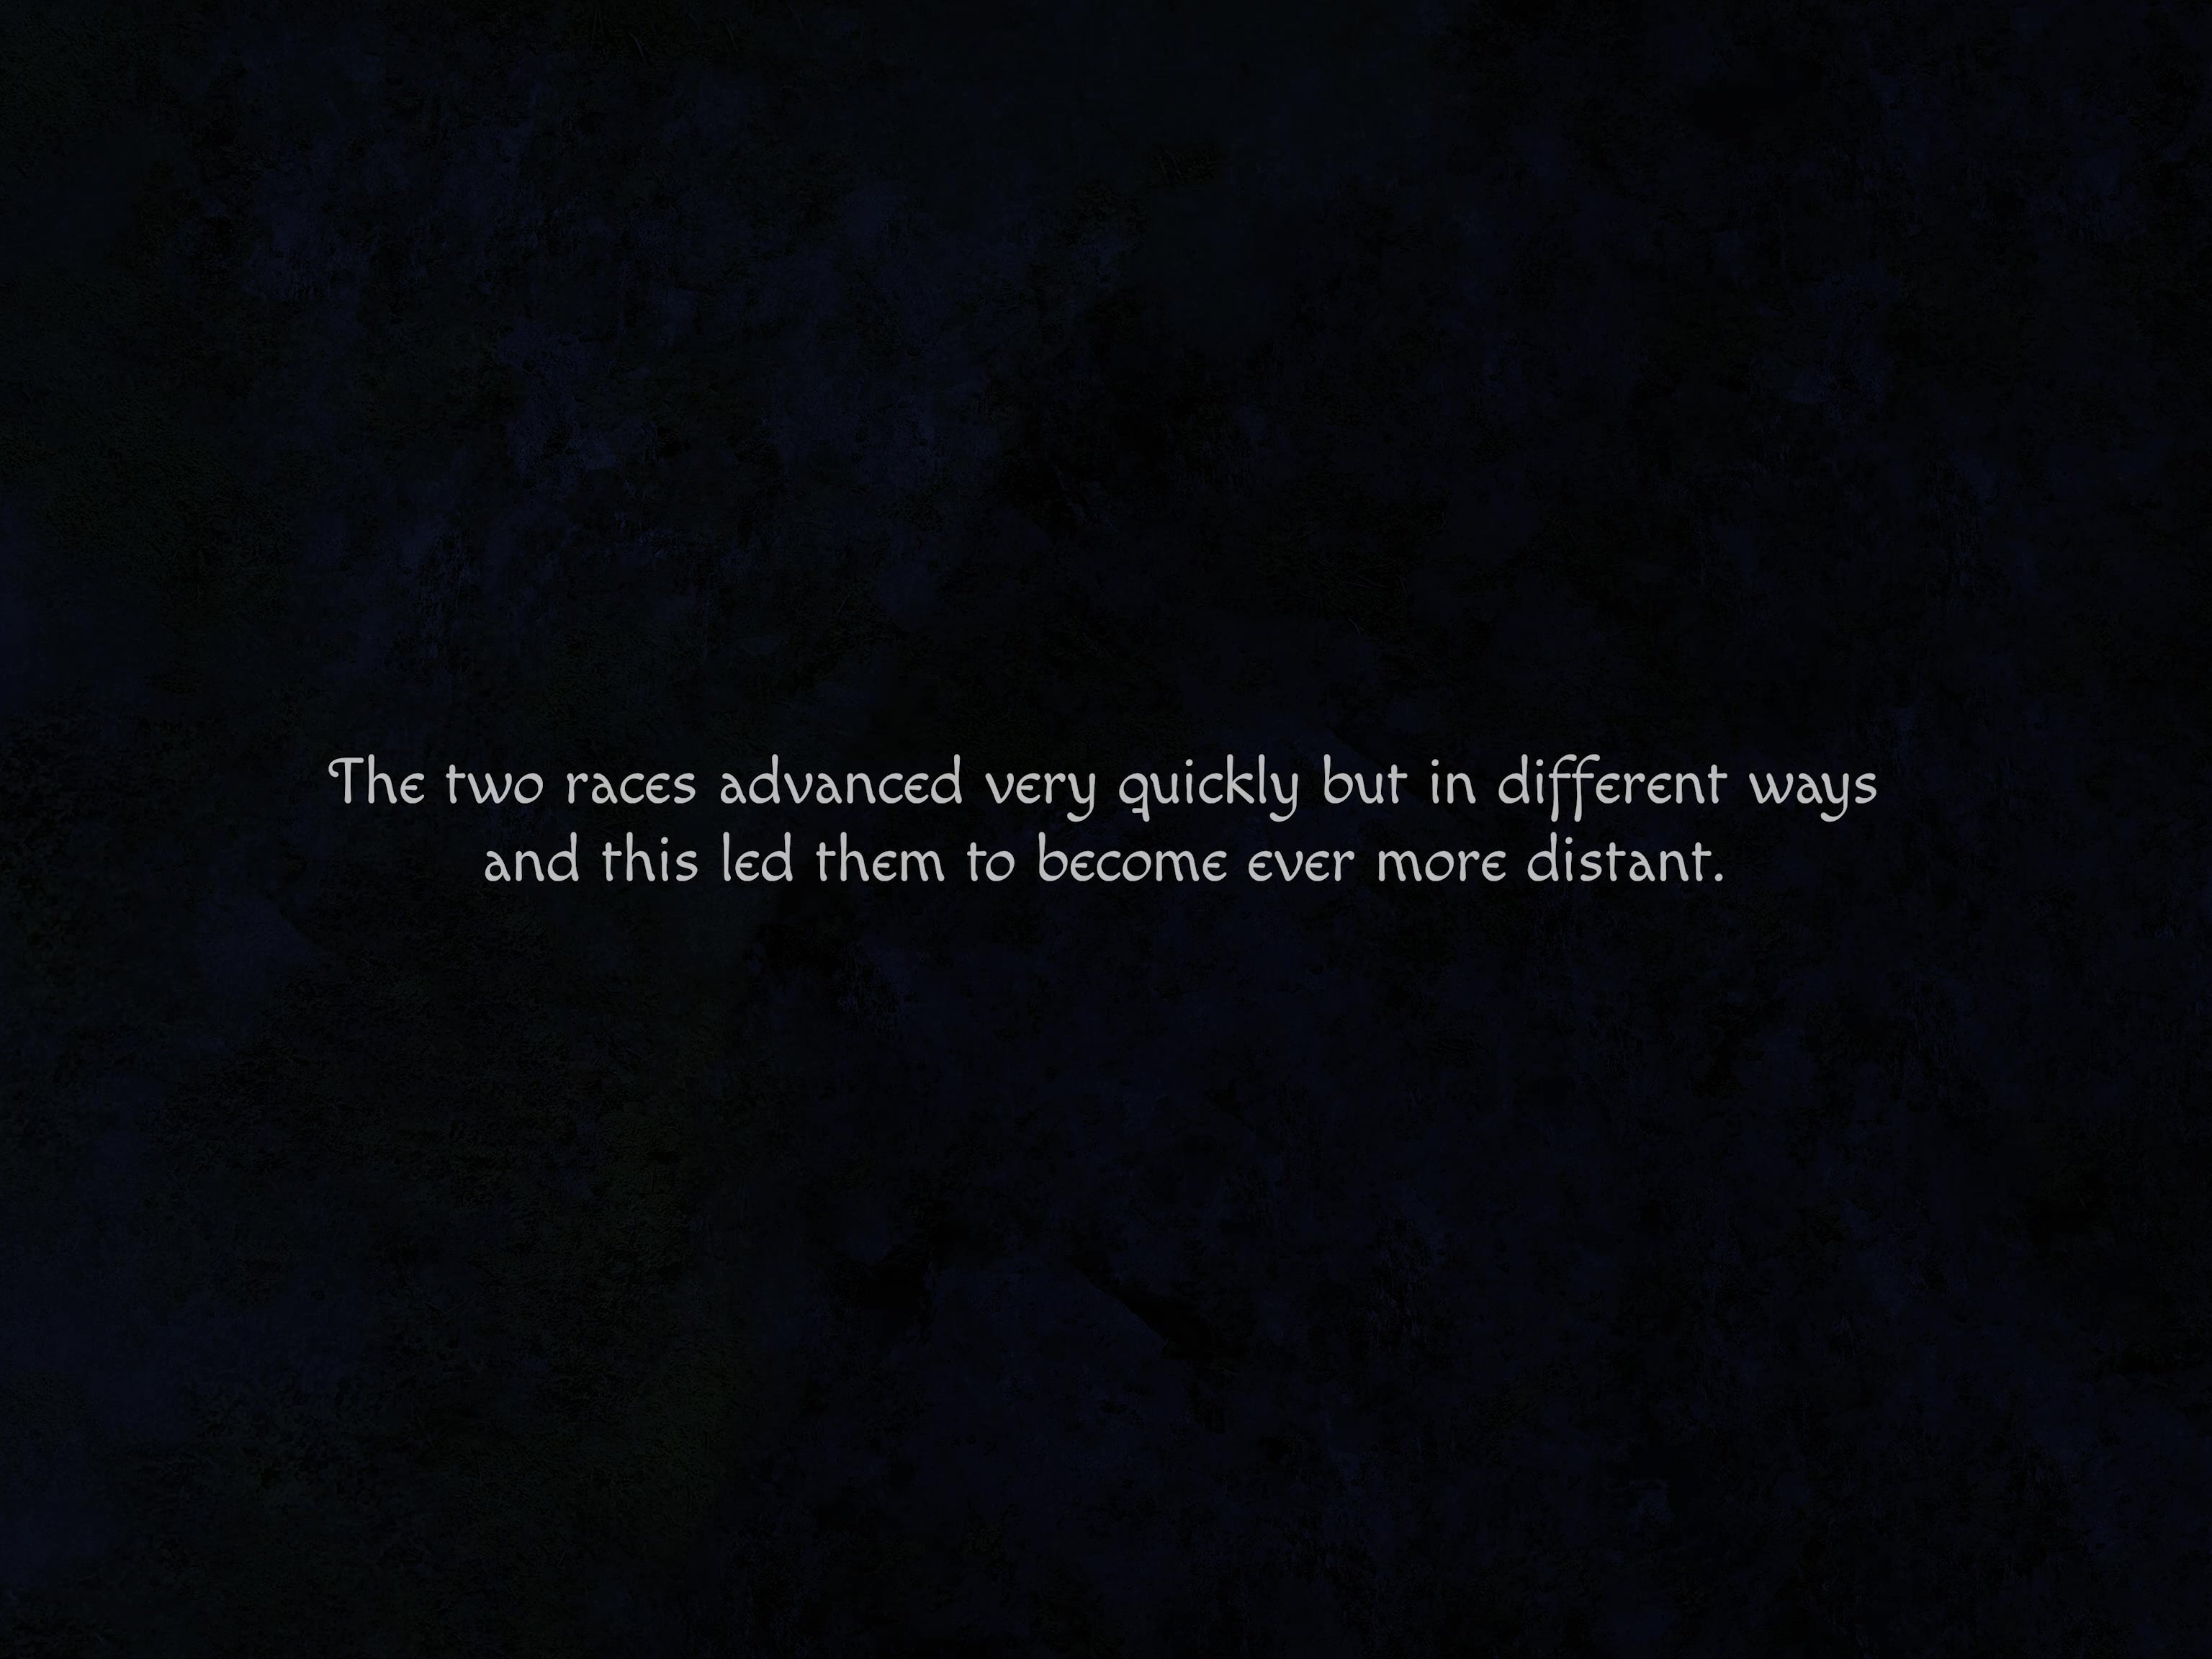 The two races advanced very quickly but in different ways
and this led them to become ever more distant.